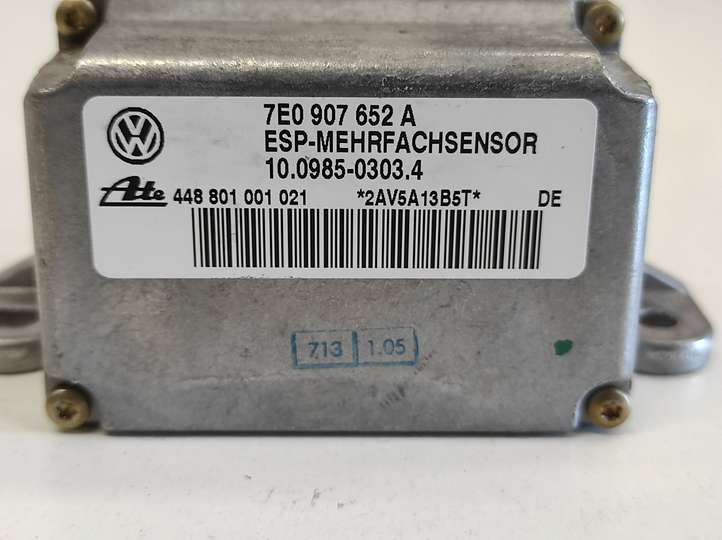 7E0 907 652 A
ESP-MEHRFACHSENSOR
10.0985-0303.4
Ate 448 801 001 021 *2AV5A13B5T* DE
713 1.05